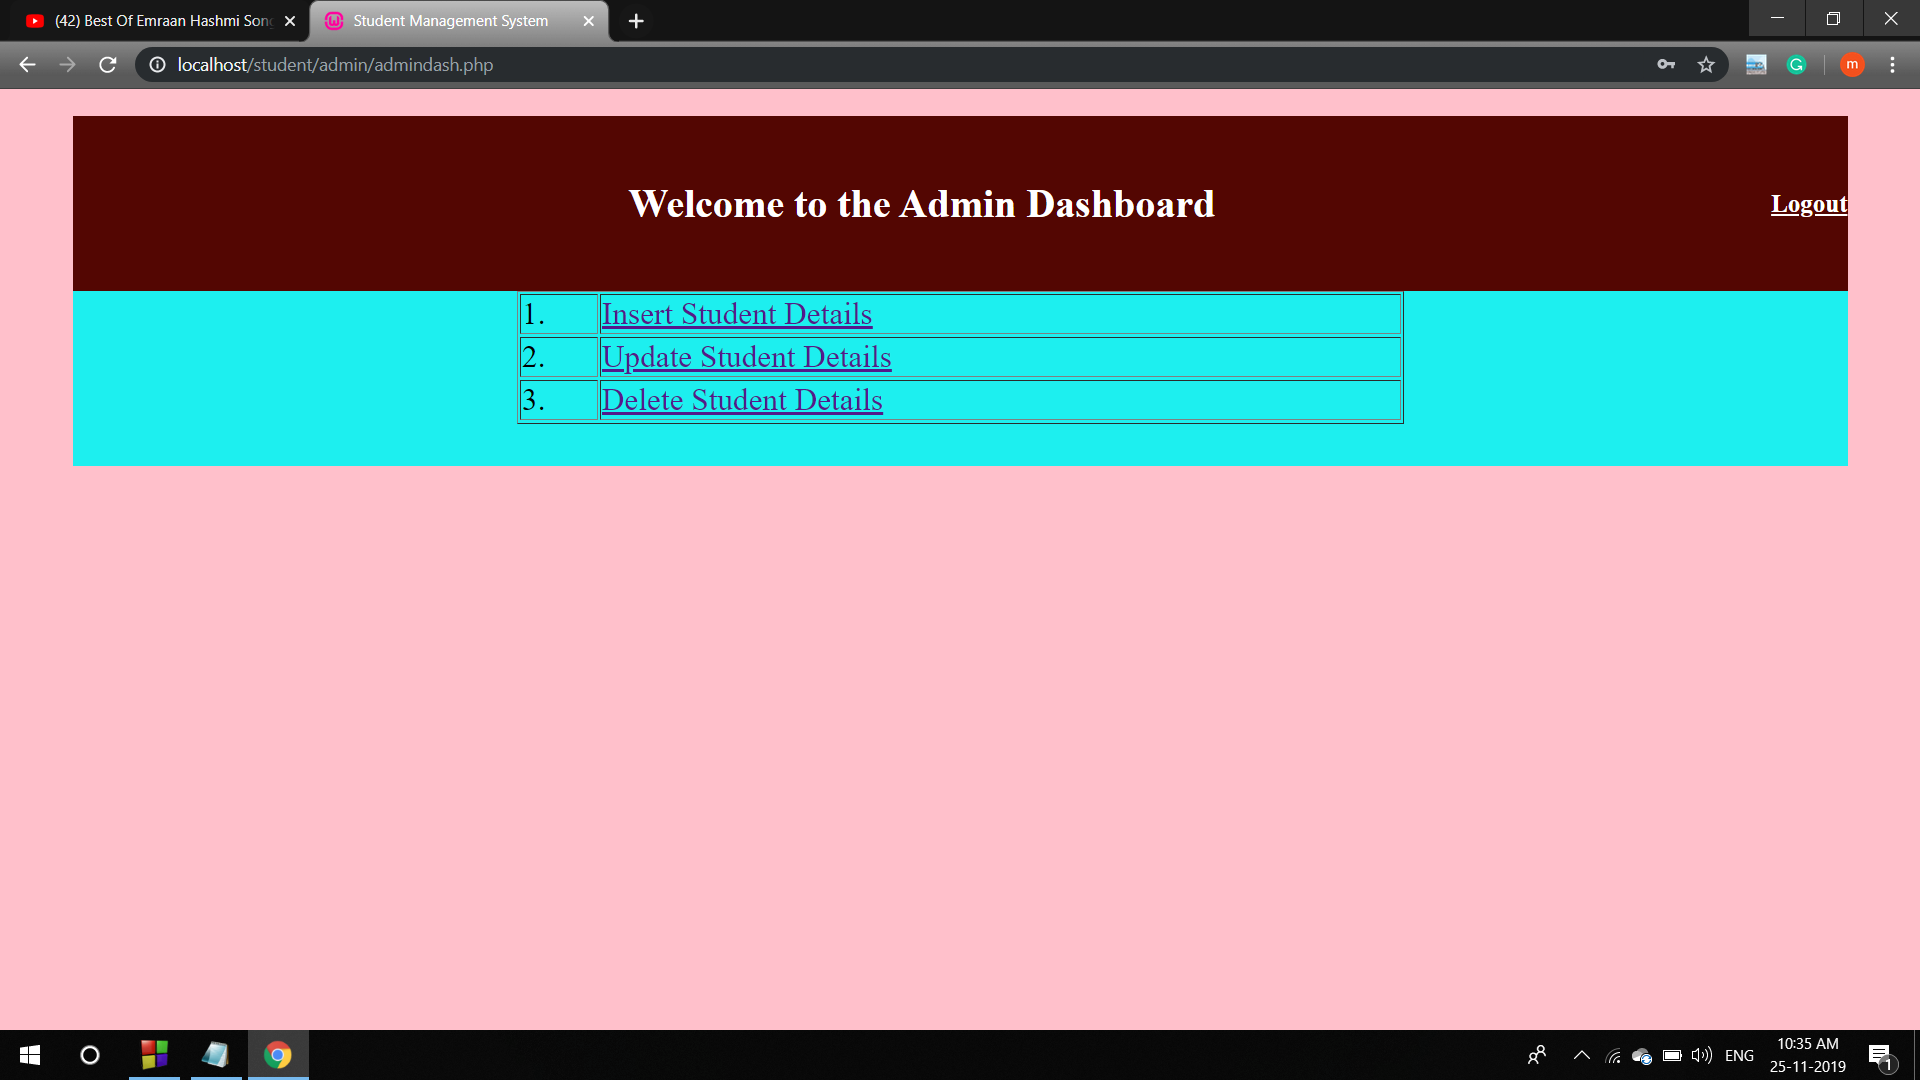 (42) Best Of Emraan Hashmi Son
Student Management System
localhost/student/admin/admindash.php
m
Welcome to the Admin Dashboard
Logout
1. Insert Student Details
2. Update Student Details
3. Delete Student Details
ENG
10:35 AM
25-11-2019
1